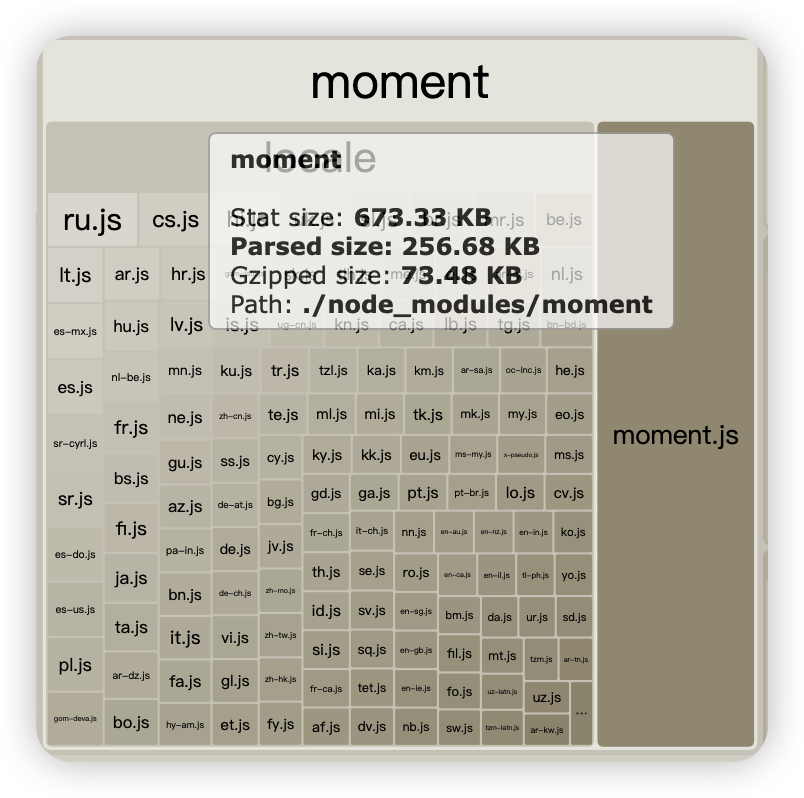 moment
locale
moment
Stat size: 673.33 KB
Parsed size: 256.68 KB
Gzipped size: 73.48 KB
Path: ./node_modules/moment
ru.js cs.js mr.js be.js
lt.js ar.js hr.js nl.js
es-mx.js hu.js lv.js is.js ug-cn.js kn.js ca.js lb.js tg.js bn-bd.js
nl-be.js mn.js ku.js tr.js tzl.js ka.js km.js ar-sa.js oc-lnc.js he.js
es.js fr.js ne.js zh-cn.js te.js ml.js mi.js tk.js mk.js my.js eo.js
sr-cyrl.js gu.js ss.js cy.js ky.js kk.js eu.js ms-my.js x-pseudo.js ms.js
sr.js bs.js az.js de-at.js bg.js gd.js ga.js pt.js pt-br.js lo.js cv.js
fi.js fr-ch.js it-ch.js nn.js en-au.js en-nz.js en-in.js ko.js
es-do.js pa-in.js de.js jv.js
ja.js bn.js de-ch.js zh-mo.js th.js se.js ro.js en-ca.js en-il.js tl-ph.js yo.js
es-us.js ta.js it.js vi.js zh-tw.js id.js sv.js en-sg.js bm.js da.js ur.js sd.js
pl.js ar-dz.js fa.js gl.js zh-hk.js si.js sq.js en-gb.js fil.js mt.js tzm.js ar-tn.js
fr-ca.js tet.js en-ie.js fo.js uz-latn.js uz.js
gom-deva.js bo.js hy-am.js et.js fy.js af.js dv.js nb.js sw.js tzm-latn.js ar-kw.js …
moment.js